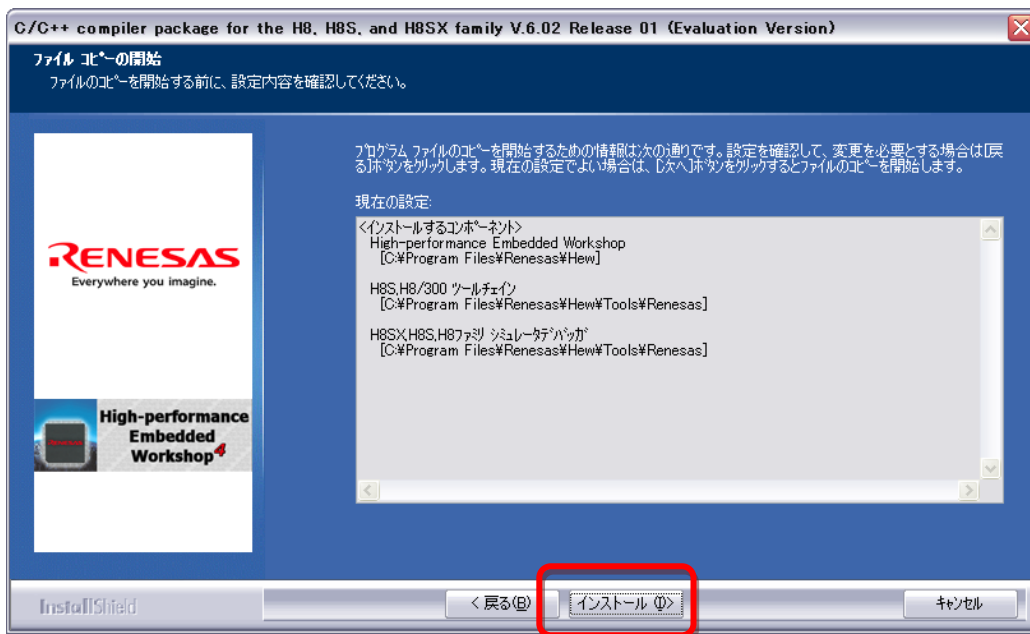 C/C++ compiler package for the H8, H8S, and H8SX family V.6.02 Release 01 (Evaluation Version)
ファイル コピーの開始
ファイルのコピーを開始する前に、設定内容を確認してください。
プログラム ファイルのコピーを開始するための情報は次の通りです。設定を確認して、変更を必要とする場合は[戻
る]ボタンをクリックします。現在の設定でよい場合は、[次へ]ボタンをクリックするとファイルのコピーを開始します。
現在の設定:
<インストールするコンポーネント>
High-performance Embedded Workshop
[C:¥Program Files¥Renesas¥Hew]
H8S,H8/300 ツールチェイン
[C:¥Program Files¥Renesas¥Hew¥Tools¥Renesas]
H8SX,H8S,H8ファミリ シミュレータデバッガ
[C:¥Program Files¥Renesas¥Hew¥Tools¥Renesas]
RENESAS
Everywhere you imagine.
High-performance
Embedded
Workshop4
InstallShield
< 戻る(B)
インストール (I)>
キャンセル